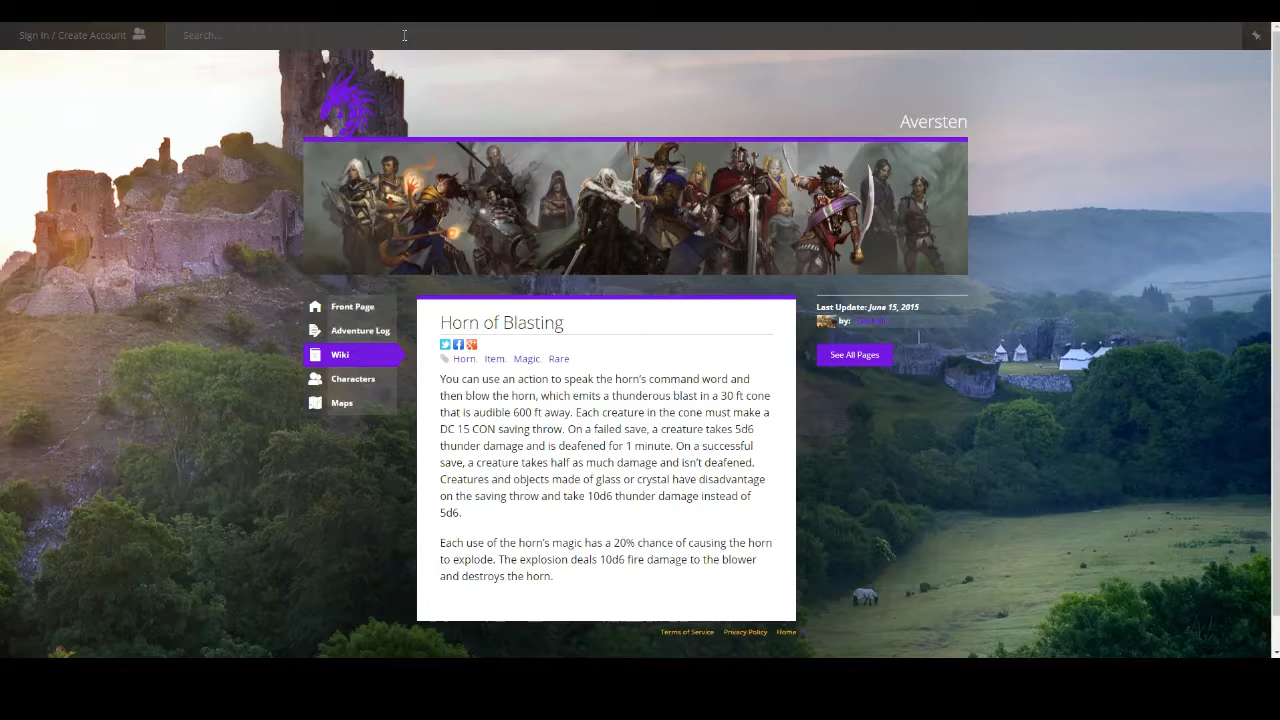 Sign In / Create Account
Search...
Aversten
Front Page
Adventure Log
Wiki
Characters
Maps
Horn of Blasting
Horn, Item, Magic, Rare
You can use an action to speak the horn's command word and
then blow the horn, which emits a thunderous blast in a 30 ft cone
that is audible 600 ft away. Each creature in the cone must make a
DC 15 CON saving throw. On a failed save, a creature takes 5d6
thunder damage and is deafened for 1 minute. On a successful
save, a creature takes half as much damage and isn't deafened.
Creatures and objects made of glass or crystal have disadvantage
on the saving throw and take 10d6 thunder damage instead of
5d6.
Each use of the horn's magic has a 20% chance of causing the horn
to explode. The explosion deals 10d6 fire damage to the blower
and destroys the horn.
Last Update: June 15, 2015
by:
See All Pages
Terms of Service Privacy Policy Home